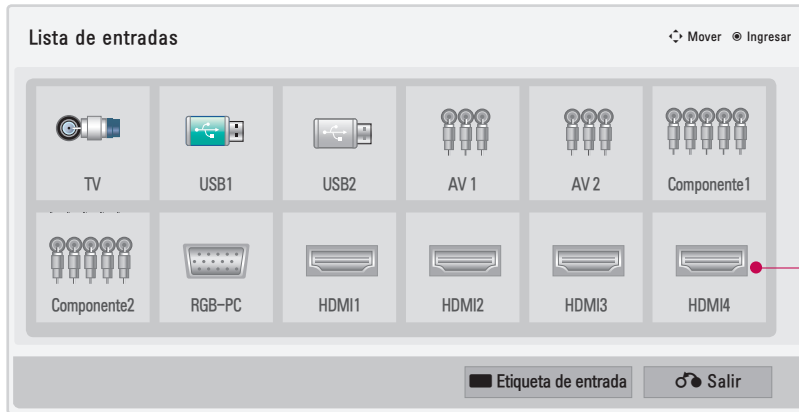 Lista de entradas
Mover Ingresar
TV USB1 USB2 AV 1 AV 2 Componente1
Componente2 RGB-PC HDMI1 HDMI2 HDMI3 HDMI4
Etiqueta de entrada Salir